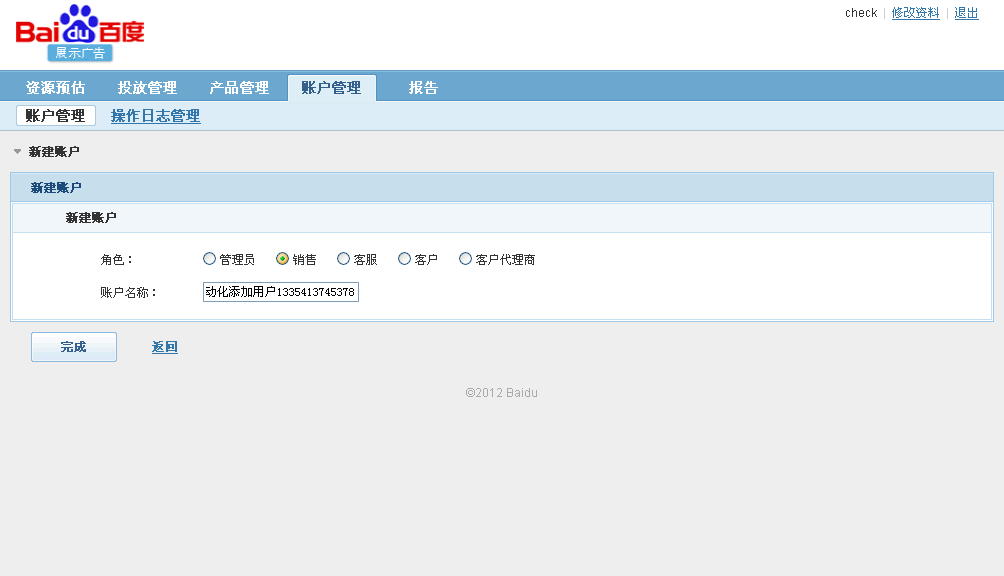 check | 修改资料 | 退出
Baidu百度
展示广告
资源预估 投放管理 产品管理 账户管理 报告
账户管理 操作日志管理
新建账户
新建账户
新建账户
角色： 管理员 销售 客服 客户 客户代理商
账户名称： 动化添加用户1335413745378
完成 返回
©2012 Baidu